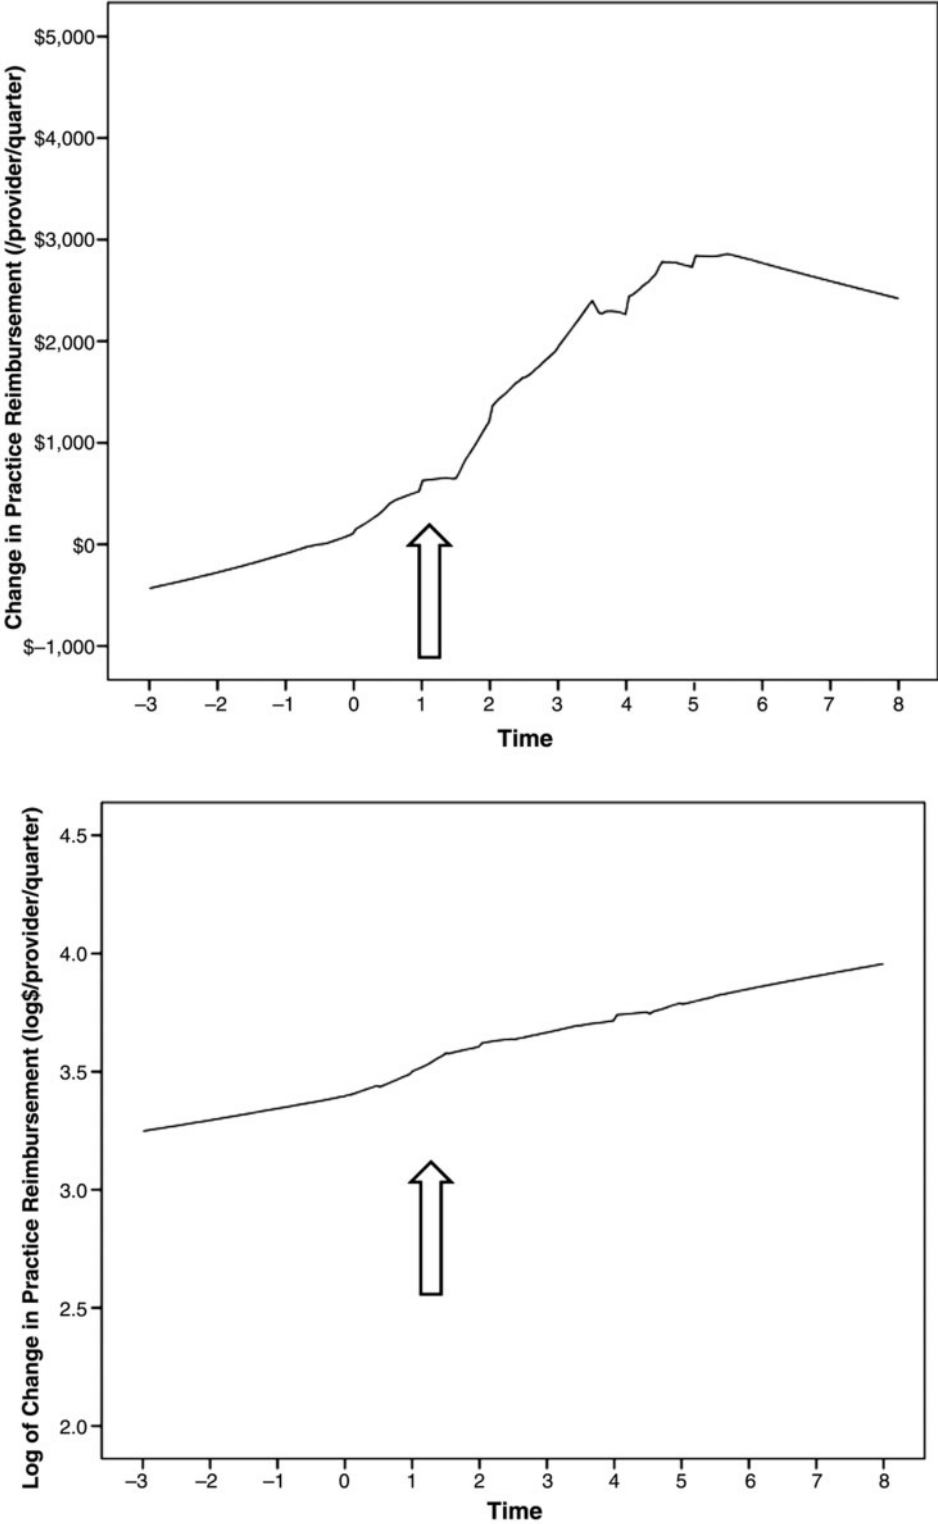 Change in Practice Reimbursement (/provider/quarter)
$5,000
$4,000
$3,000
$2,000
$1,000
$0
$–1,000
–3 –2 –1 0 1 2 3 4 5 6 7 8
Time
Log of Change in Practice Reimbursement (log$/provider/quarter)
4.5
4.0
3.5
3.0
2.5
2.0
–3 –2 –1 0 1 2 3 4 5 6 7 8
Time